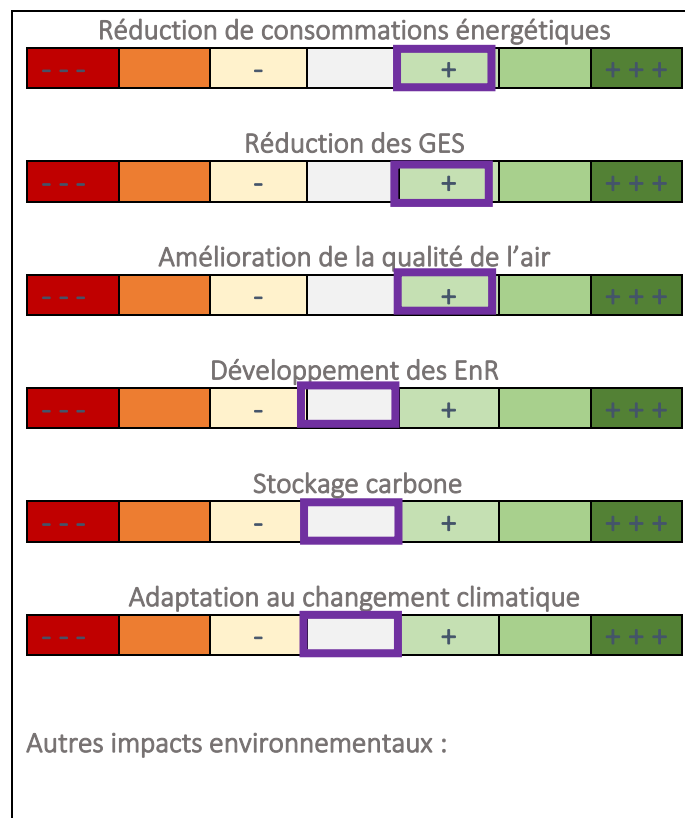 Réduction de consommations énergétiques
- - - - + + + +
Réduction des GES
- - - - + + + +
Amélioration de la qualité de l’air
- - - - + + + +
Développement des EnR
- - - - + + + +
Stockage carbone
- - - - + + + +
Adaptation au changement climatique
- - - - + + + +
Autres impacts environnementaux :